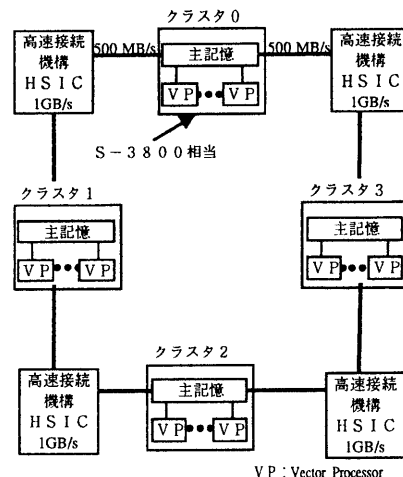 クラスタ0
高速接続
機構
HSIC
1GB/s
500 MB/s
主記憶
VP VP
500 MB/s
高速接続
機構
HSIC
1GB/s
S-3800相当
クラスタ1
主記憶
VP VP
クラスタ3
主記憶
VP VP
クラスタ2
高速接続
機構
HSIC
1GB/s
主記憶
VP VP
高速接続
機構
HSIC
1GB/s
VP:Vector Processor